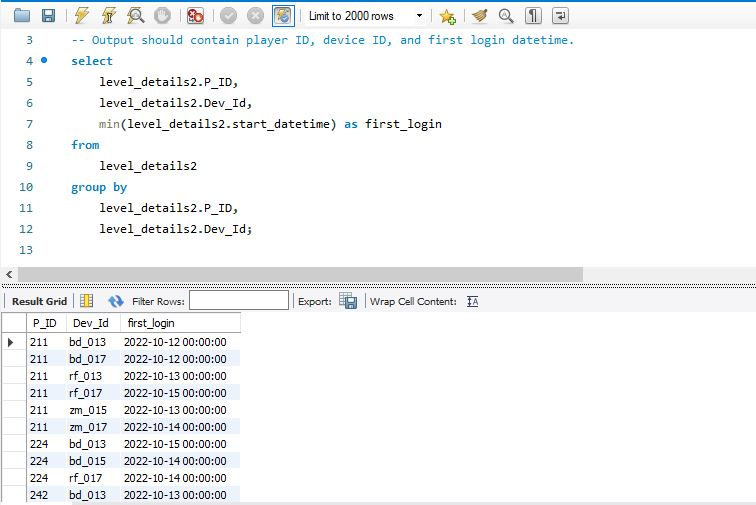 Limit to 2000 rows
3 -- Output should contain player ID, device ID, and first login datetime.
4 select
5 level_details2.P_ID,
6 level_details2.Dev_Id,
7 min(level_details2.start_datetime) as first_login
8 from
9 level_details2
10 group by
11 level_details2.P_ID,
12 level_details2.Dev_Id;
13
Result Grid Filter Rows: Export: Wrap Cell Content: IA
P_ID Dev_Id first_login
211 bd_013 2022-10-12 00:00:00
211 bd_017 2022-10-12 00:00:00
211 rf_013 2022-10-13 00:00:00
211 rf_017 2022-10-15 00:00:00
211 zm_015 2022-10-13 00:00:00
211 zm_017 2022-10-14 00:00:00
224 bd_013 2022-10-15 00:00:00
224 bd_015 2022-10-14 00:00:00
224 rf_017 2022-10-14 00:00:00
242 bd_013 2022-10-13 00:00:00